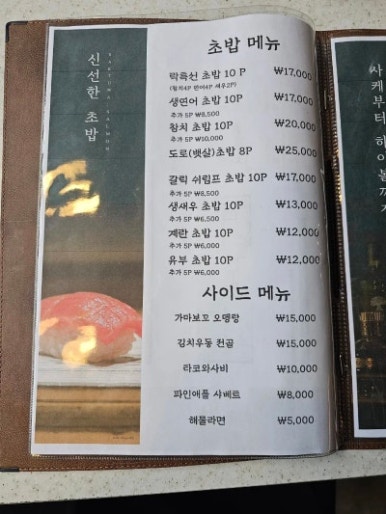 신선한 초밥
초밥 메뉴
락흑선 초밥 10 P ₩17,000
생연어 초밥 10P ₩17,000
추가 5P ₩8,500
참치 초밥 10P ₩20,000
추가 5P ₩10,000
도로(뱃살)초밥 8P ₩25,000
갈릭 쉬림프 초밥 10P ₩17,000
추가 5P ₩8,500
생새우 초밥 10P ₩13,000
추가 5P ₩6,500
계란 초밥 10P ₩12,000
추가 5P ₩6,000
유부 초밥 10P ₩12,000
추가 5P ₩6,000
사이드 메뉴
가마보꼬 오뎅탕 ₩15,000
김치우동 전골 ₩15,000
타코와사비 ₩10,000
파인애플 샤베트 ₩8,000
해물라면 ₩5,000